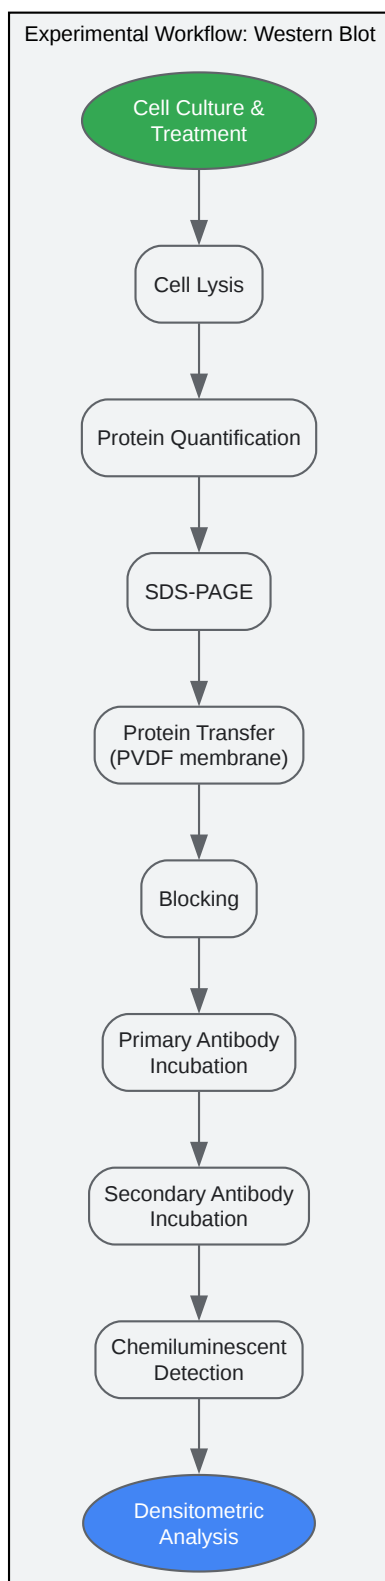 Experimental Workflow: Western Blot
Cell Culture &
Treatment
Cell Lysis
Protein Quantification
SDS-PAGE
Protein Transfer
(PVDF membrane)
Blocking
Primary Antibody
Incubation
Secondary Antibody
Incubation
Chemiluminescent
Detection
Densitometric
Analysis